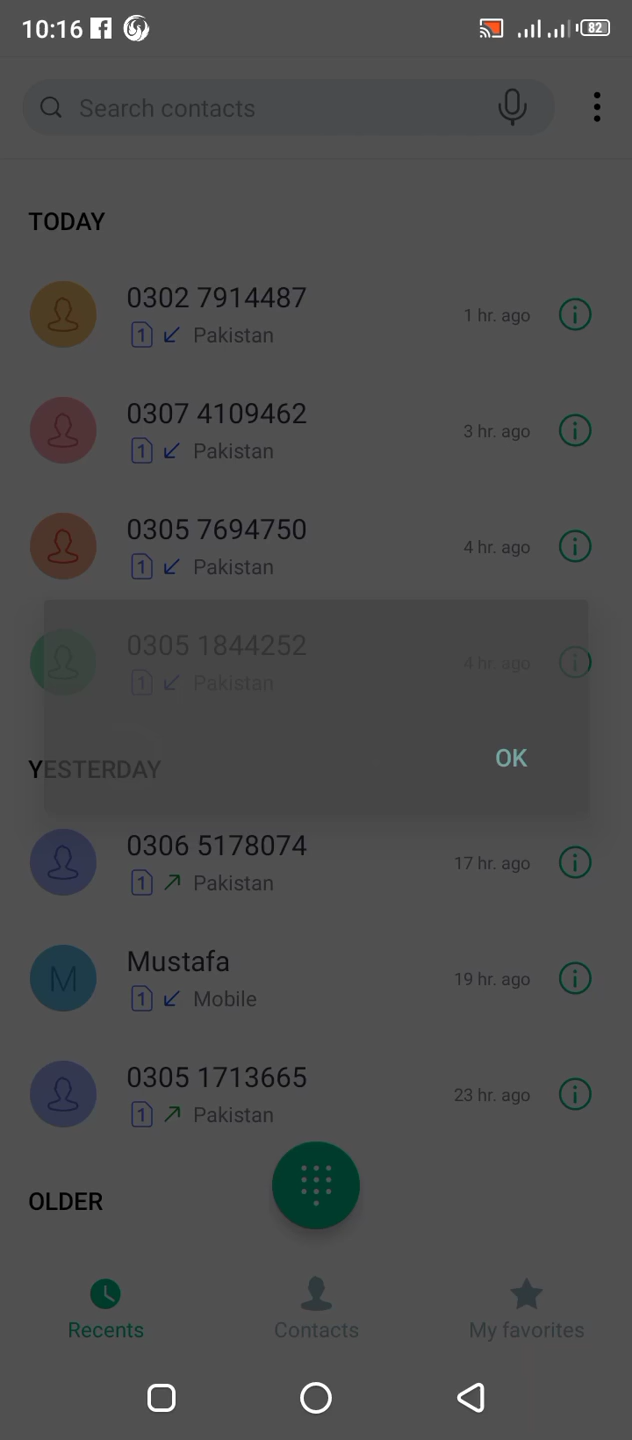 10:16
82
Search contacts
TODAY
0302 7914487
1 hr. ago
1 Pakistan
0307 4109462
3 hr. ago
1 Pakistan
0305 7694750
4 hr. ago
1 Pakistan
0305 1844252
4 hr. ago
1 Pakistan
OK
YESTERDAY
0306 5178074
17 hr. ago
1 Pakistan
M
Mustafa
19 hr. ago
1 Mobile
0305 1713665
23 hr. ago
1 Pakistan
OLDER
Recents
Contacts
My favorites